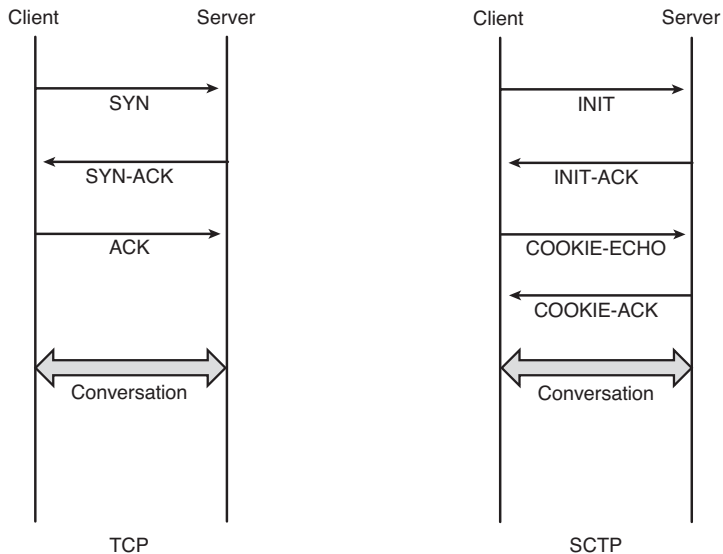 Client Server
SYN
SYN-ACK
ACK
Conversation
TCP
Client Server
INIT
INIT-ACK
COOKIE-ECHO
COOKIE-ACK
Conversation
SCTP